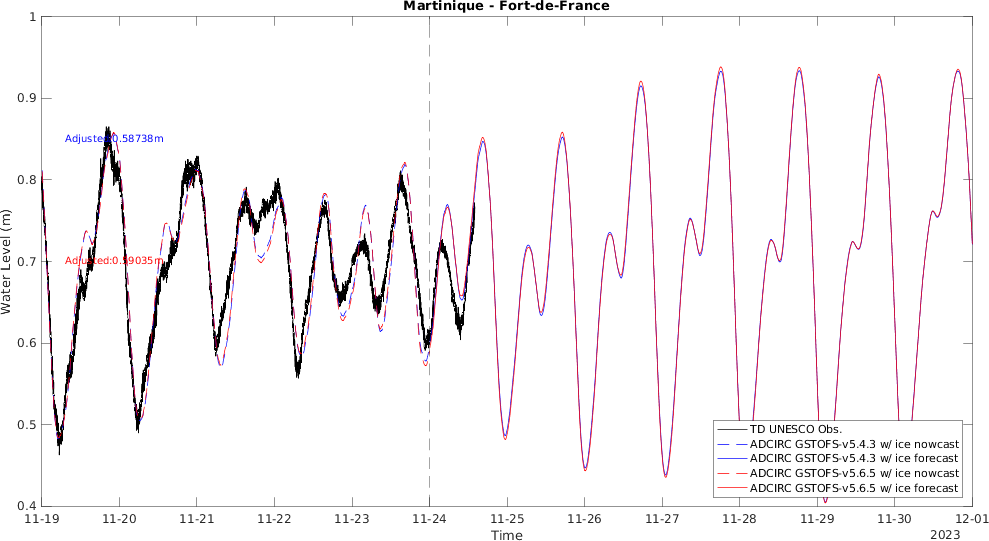 Martinique - Fort-de-France
Water Level (m)
1
0.9
0.8
0.7
0.6
0.5
0.4
Adjusted:0.58738m
Adjusted:0.59035m
TD UNESCO Obs.
ADCIRC GSTOFS-v5.4.3 w/ ice nowcast
ADCIRC GSTOFS-v5.4.3 w/ ice forecast
ADCIRC GSTOFS-v5.6.5 w/ ice nowcast
ADCIRC GSTOFS-v5.6.5 w/ ice forecast
11-19 11-20 11-21 11-22 11-23 11-24 11-25 11-26 11-27 11-28 11-29 11-30 12-01
Time
2023